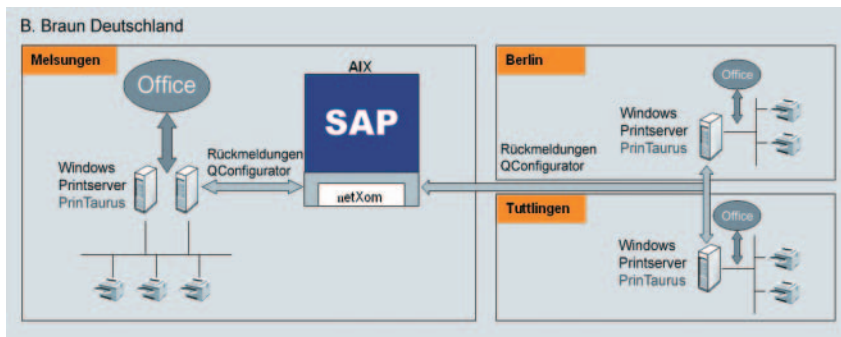 B. Braun Deutschland
Melsungen
Office
Windows
Printserver
PrinTaurus
Rückmeldungen
QConfigurator
AIX
SAP
netXom
Rückmeldungen
QConfigurator
Berlin
Office
Windows
Printserver
PrinTaurus
Tuttlingen
Office
Windows
Printserver
PrinTaurus